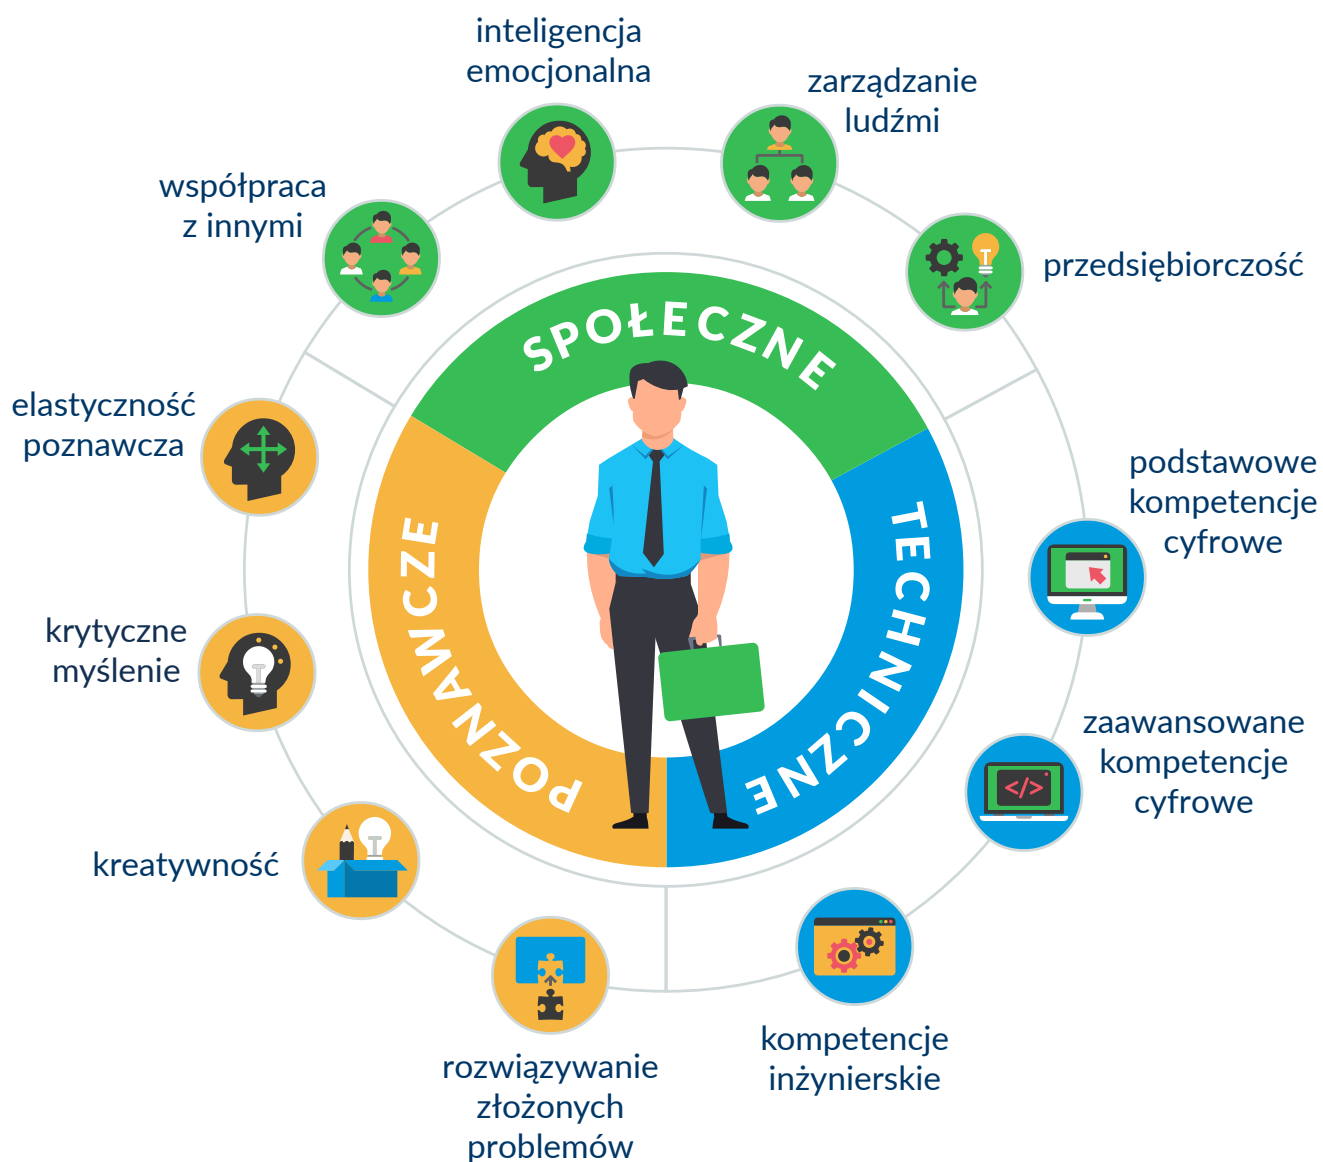 inteligencja
emocjonalna
zarządzanie
ludźmi
współpraca
z innymi
przedsiębiorczość
SPOŁECZNE
elastyczność
poznawcza
podstawowe
kompetencje
cyfrowe
TECHNICZNE
POZNAWCZE
krytyczne
myślenie
zaawansowane
kompetencje
cyfrowe
</>
kreatywność
kompetencje
inżynierskie
rozwiązywanie
złożonych
problemów